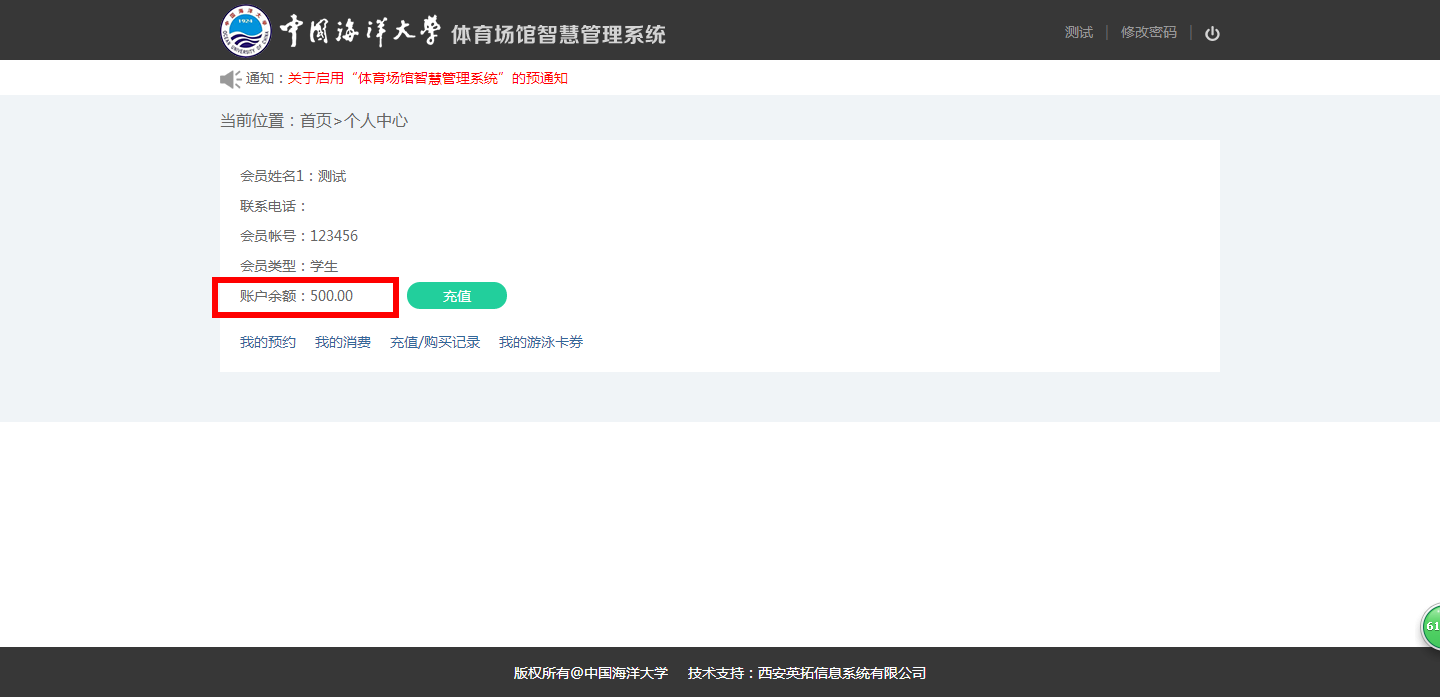 中国海洋大学 体育场馆智慧管理系统
1924
OCEAN UNIVERSITY OF CHINA
测试 | 修改密码 |
通知：关于启用“体育场馆智慧管理系统”的预通知
当前位置：首页>个人中心
会员姓名1：测试
联系电话：
会员帐号：123456
会员类型：学生
账户余额：500.00 充值
我的预约 我的消费 充值/购买记录 我的游泳卡券
61
版权所有@中国海洋大学 技术支持：西安英拓信息系统有限公司